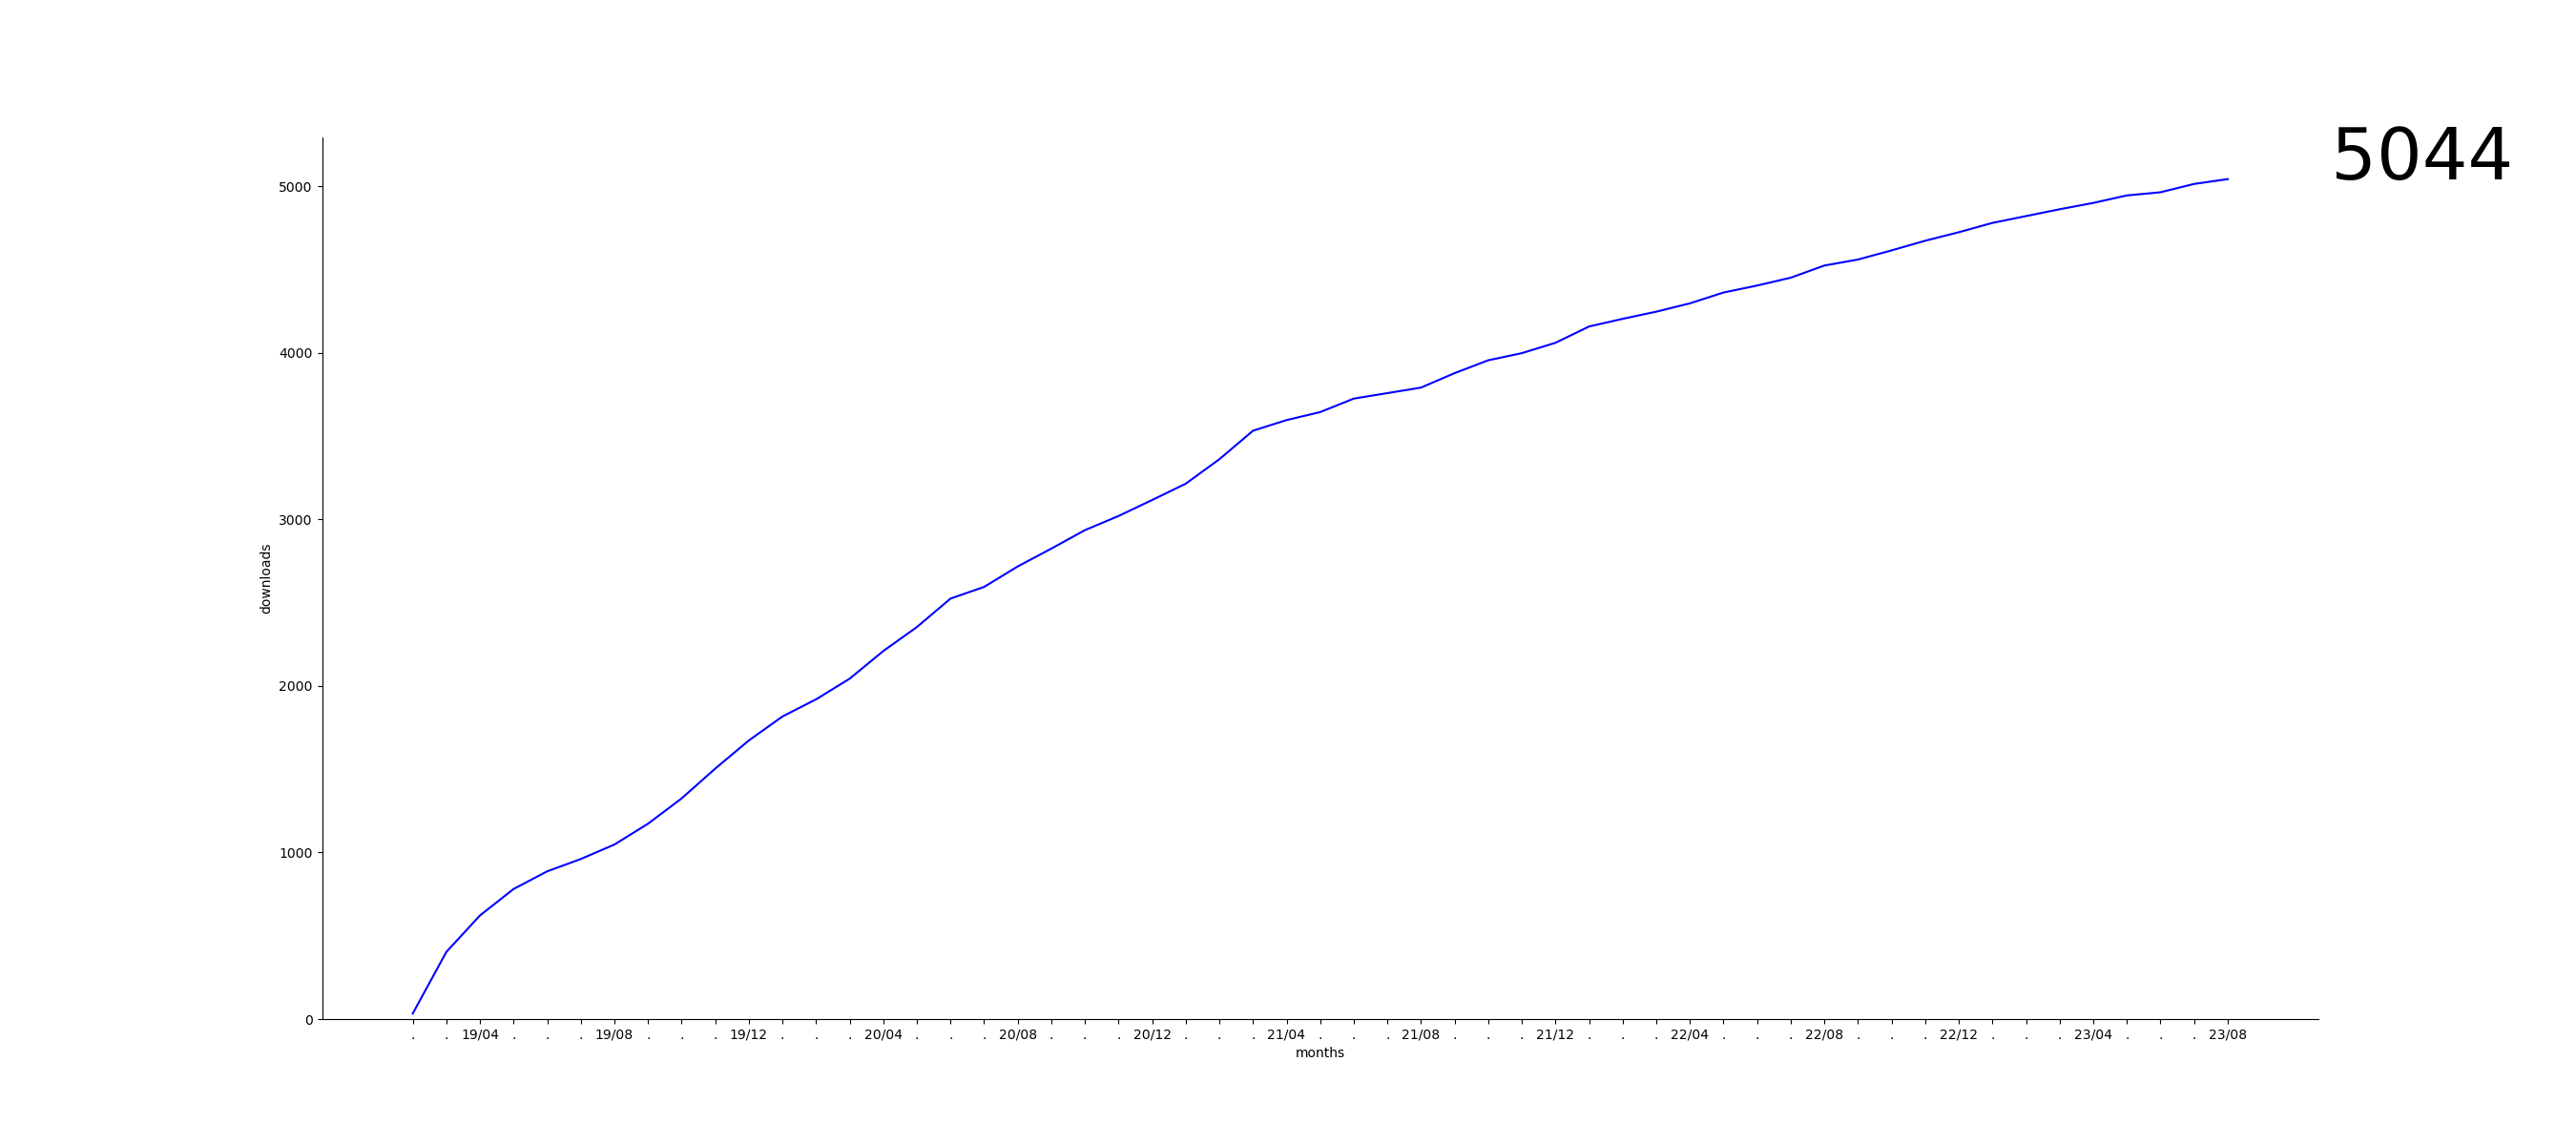 5044
5000
4000
3000
2000
1000
0
downloads
. . 19/04 . . . 19/08 . . . 19/12 . . . 20/04 . . . 20/08 . . . 20/12 . . . 21/04 . . . 21/08 . . . 21/12 . . . 22/04 . . . 22/08 . . . 22/12 . . . 23/04 . . . 23/08
months